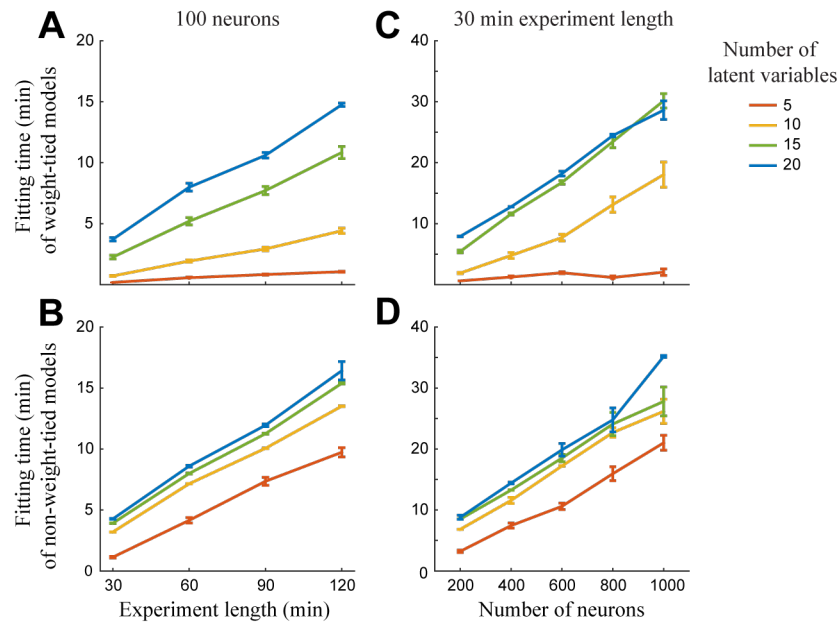 A
100 neurons
C
30 min experiment length
Number of
latent variables
5
10
15
20
Fitting time (min)
of weight-tied models
20
15
10
5
40
30
20
10
B
D
Fitting time (min)
of non-weight-tied models
20
15
10
5
0
40
30
20
10
0
30 60 90 120
200 400 600 800 1000
Experiment length (min)
Number of neurons